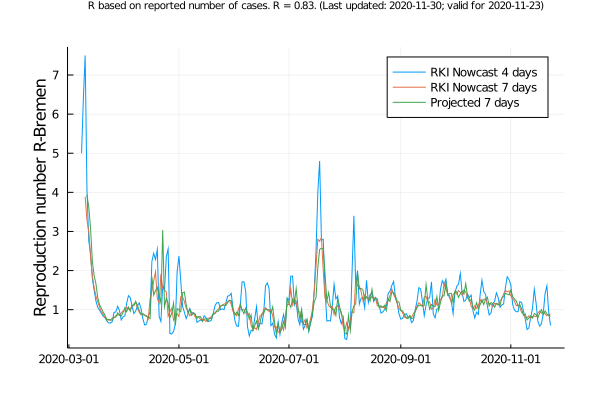 R based on reported number of cases. R = 0.83. (Last updated: 2020-11-30; valid for 2020-11-23)
RKI Nowcast 4 days
RKI Nowcast 7 days
Projected 7 days
Reproduction number R-Bremen
7
6
5
4
3
2
1
2020-03-01 2020-05-01 2020-07-01 2020-09-01 2020-11-01